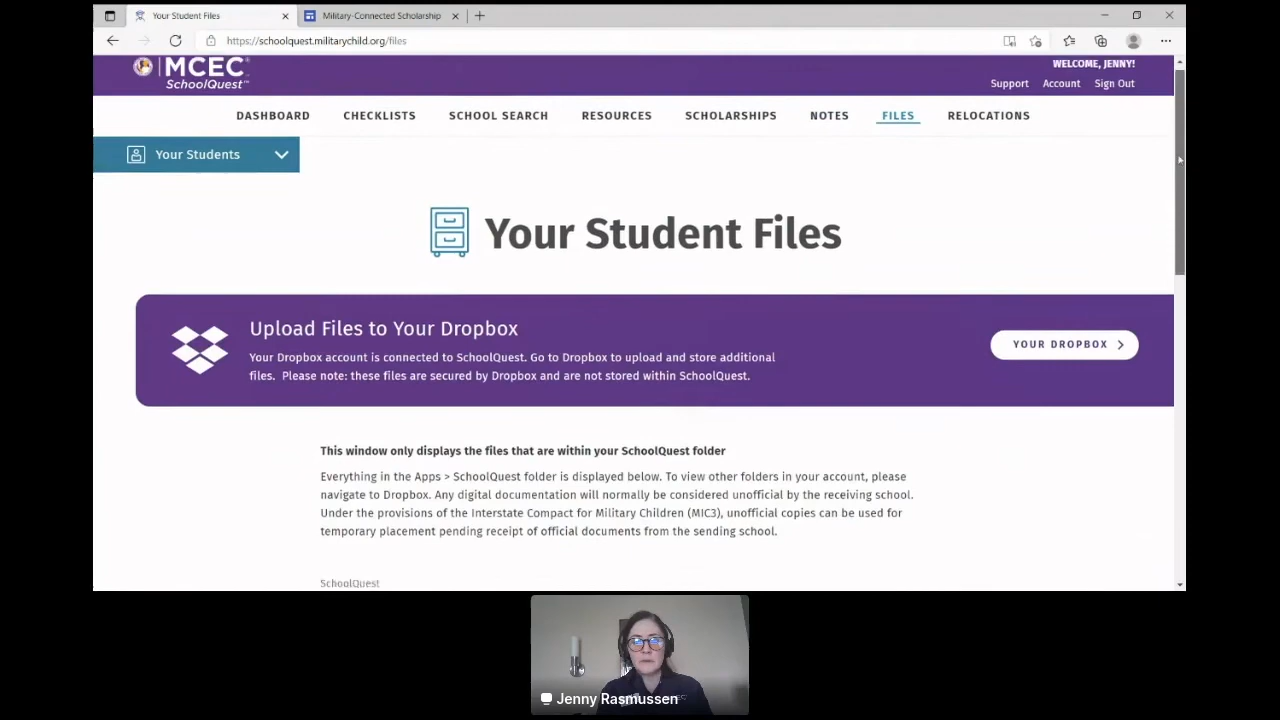 Your Student Files
Military-Connected Scholarship
https://schoolquest.militarychild.org/files
MCEC
SchoolQuest™
WELCOME, JENNY!
Support Account Sign Out
DASHBOARD CHECKLISTS SCHOOL SEARCH RESOURCES SCHOLARSHIPS NOTES FILES RELOCATIONS
Your Students
Your Student Files
Upload Files to Your Dropbox
Your Dropbox account is connected to SchoolQuest. Go to Dropbox to upload and store additional
files. Please note: these files are secured by Dropbox and are not stored within SchoolQuest.
YOUR DROPBOX
This window only displays the files that are within your SchoolQuest folder
Everything in the Apps > SchoolQuest folder is displayed below. To view other folders in your account, please
navigate to Dropbox. Any digital documentation will normally be considered unofficial by the receiving school.
Under the provisions of the Interstate Compact for Military Children (MIC3), unofficial copies can be used for
temporary placement pending receipt of official documents from the sending school.
SchoolQuest
Jenny Rasmussen